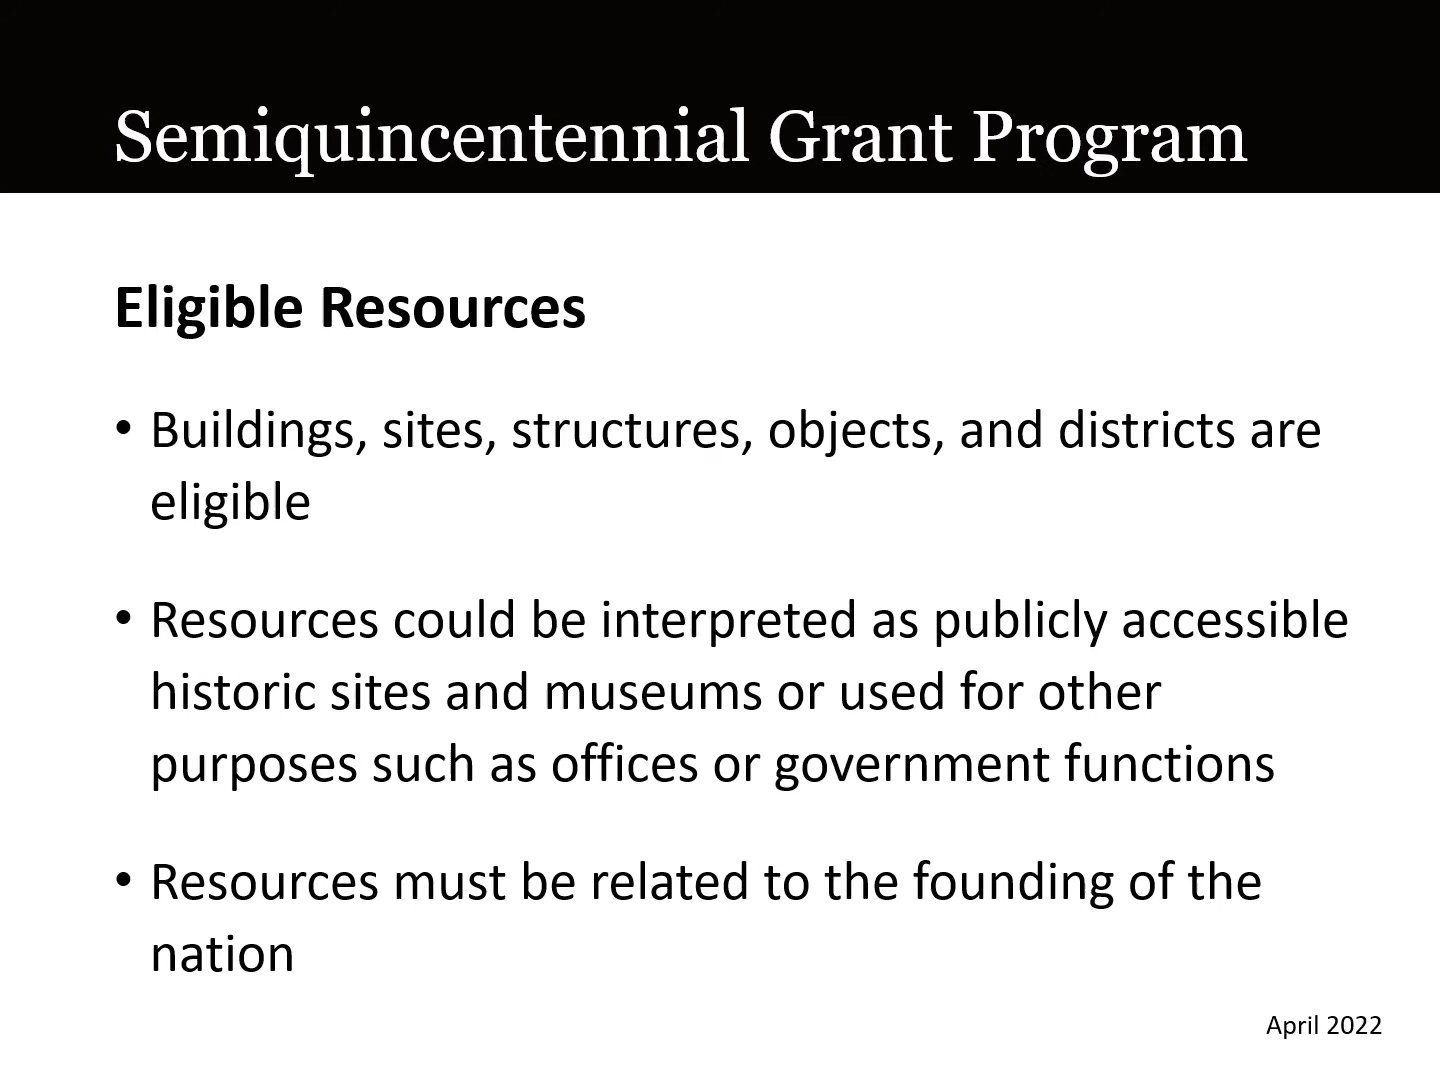 Semiquincentennial Grant Program
Eligible Resources
• Buildings, sites, structures, objects, and districts are
eligible
• Resources could be interpreted as publicly accessible
historic sites and museums or used for other
purposes such as offices or government functions
• Resources must be related to the founding of the
nation
April 2022